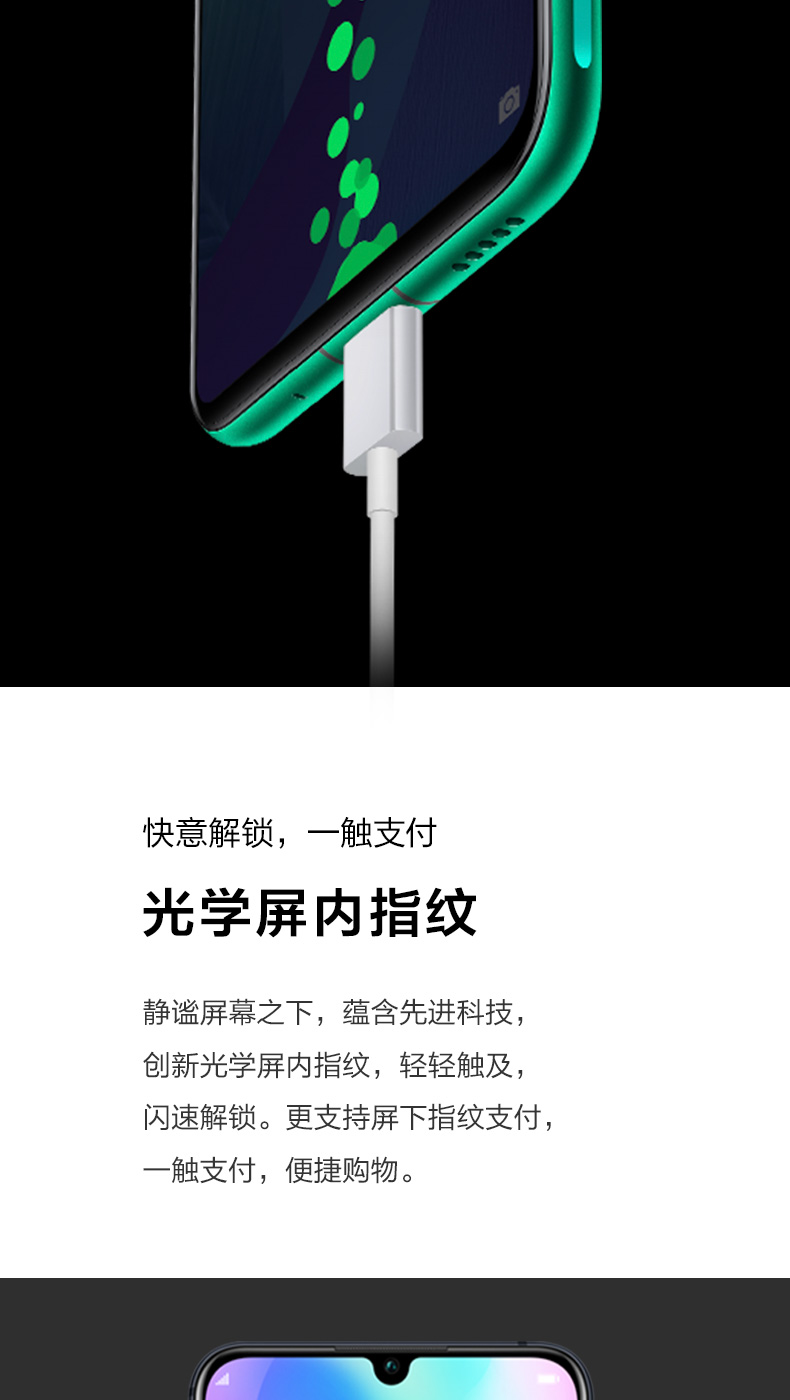 快意解锁，一触支付
光学屏内指纹
静谧屏幕之下，蕴含先进科技，
创新光学屏内指纹，轻轻触及，
闪速解锁。更支持屏下指纹支付，
一触支付，便捷购物。